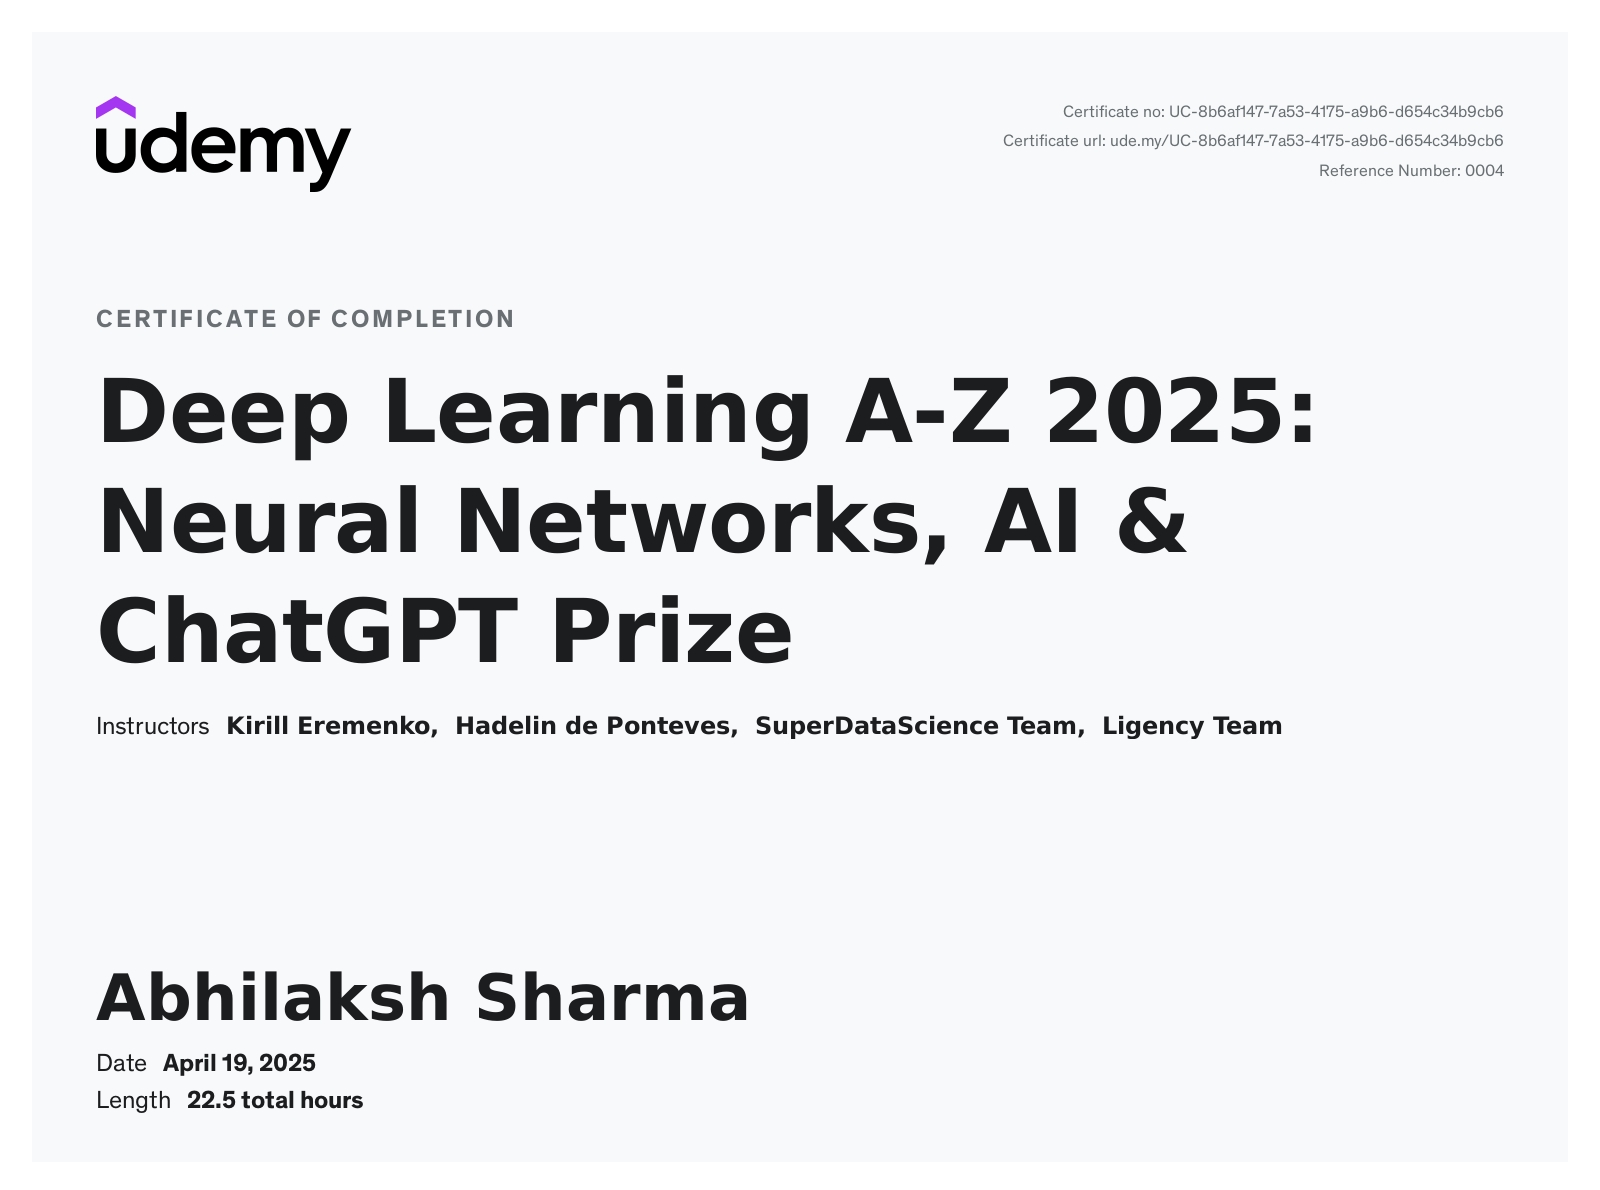 udemy
Certificate no: UC-8b6af147-7a53-4175-a9b6-d654c34b9cb6
Certificate url: ude.my/UC-8b6af147-7a53-4175-a9b6-d654c34b9cb6
Reference Number: 0004
CERTIFICATE OF COMPLETION
Deep Learning A-Z 2025:
Neural Networks, AI &
ChatGPT Prize
Instructors Kirill Eremenko, Hadelin de Ponteves, SuperDataScience Team, Ligency Team
Abhilaksh Sharma
Date April 19, 2025
Length 22.5 total hours